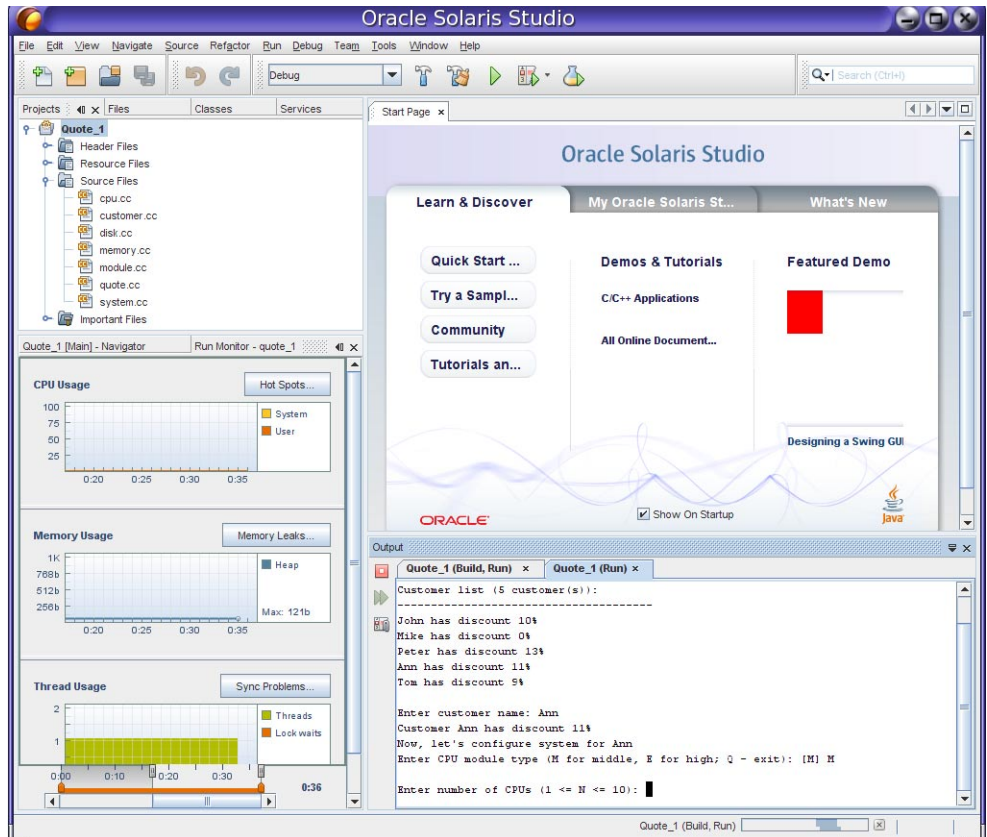 Oracle Solaris Studio
File Edit View Navigate Source Refactor Run Debug Team Tools Window Help
Debug
Search (Ctrl+I)
Projects Files Classes Services
Quote_1
Header Files
Resource Files
Source Files
cpu.cc
customer.cc
disk.cc
memory.cc
module.cc
quote.cc
system.cc
Important Files
Start Page
Oracle Solaris Studio
Learn & Discover My Oracle Solaris St... What's New
Quick Start ...
Try a Sampl...
Community
Tutorials an...
Demos & Tutorials
C/C++ Applications
All Online Document...
Featured Demo
Designing a Swing GUI
ORACLE
Show On Startup
Java
Quote_1 [Main] - Navigator Run Monitor - quote_1
CPU Usage Hot Spots...
100
75
50
25
0:20 0:25 0:30 0:35
System
User
Memory Usage Memory Leaks...
1K
768b
512b
256b
0:20 0:25 0:30 0:35
Heap
Max: 121b
Thread Usage Sync Problems...
2
1
Threads
Lock waits
0:00 0:10 0:20 0:30
0:36
Output
Quote_1 (Build, Run) Quote_1 (Run)
Customer list (5 customer(s)):
----------------------------------------
John has discount 10%
Mike has discount 0%
Peter has discount 13%
Ann has discount 11%
Tom has discount 9%
Enter customer name: Ann
Customer Ann has discount 11%
Now, let's configure system for Ann
Enter CPU module type (M for middle, E for high; Q - exit): [M] M
Enter number of CPUs (1 <= N <= 10):
Quote_1 (Build, Run)